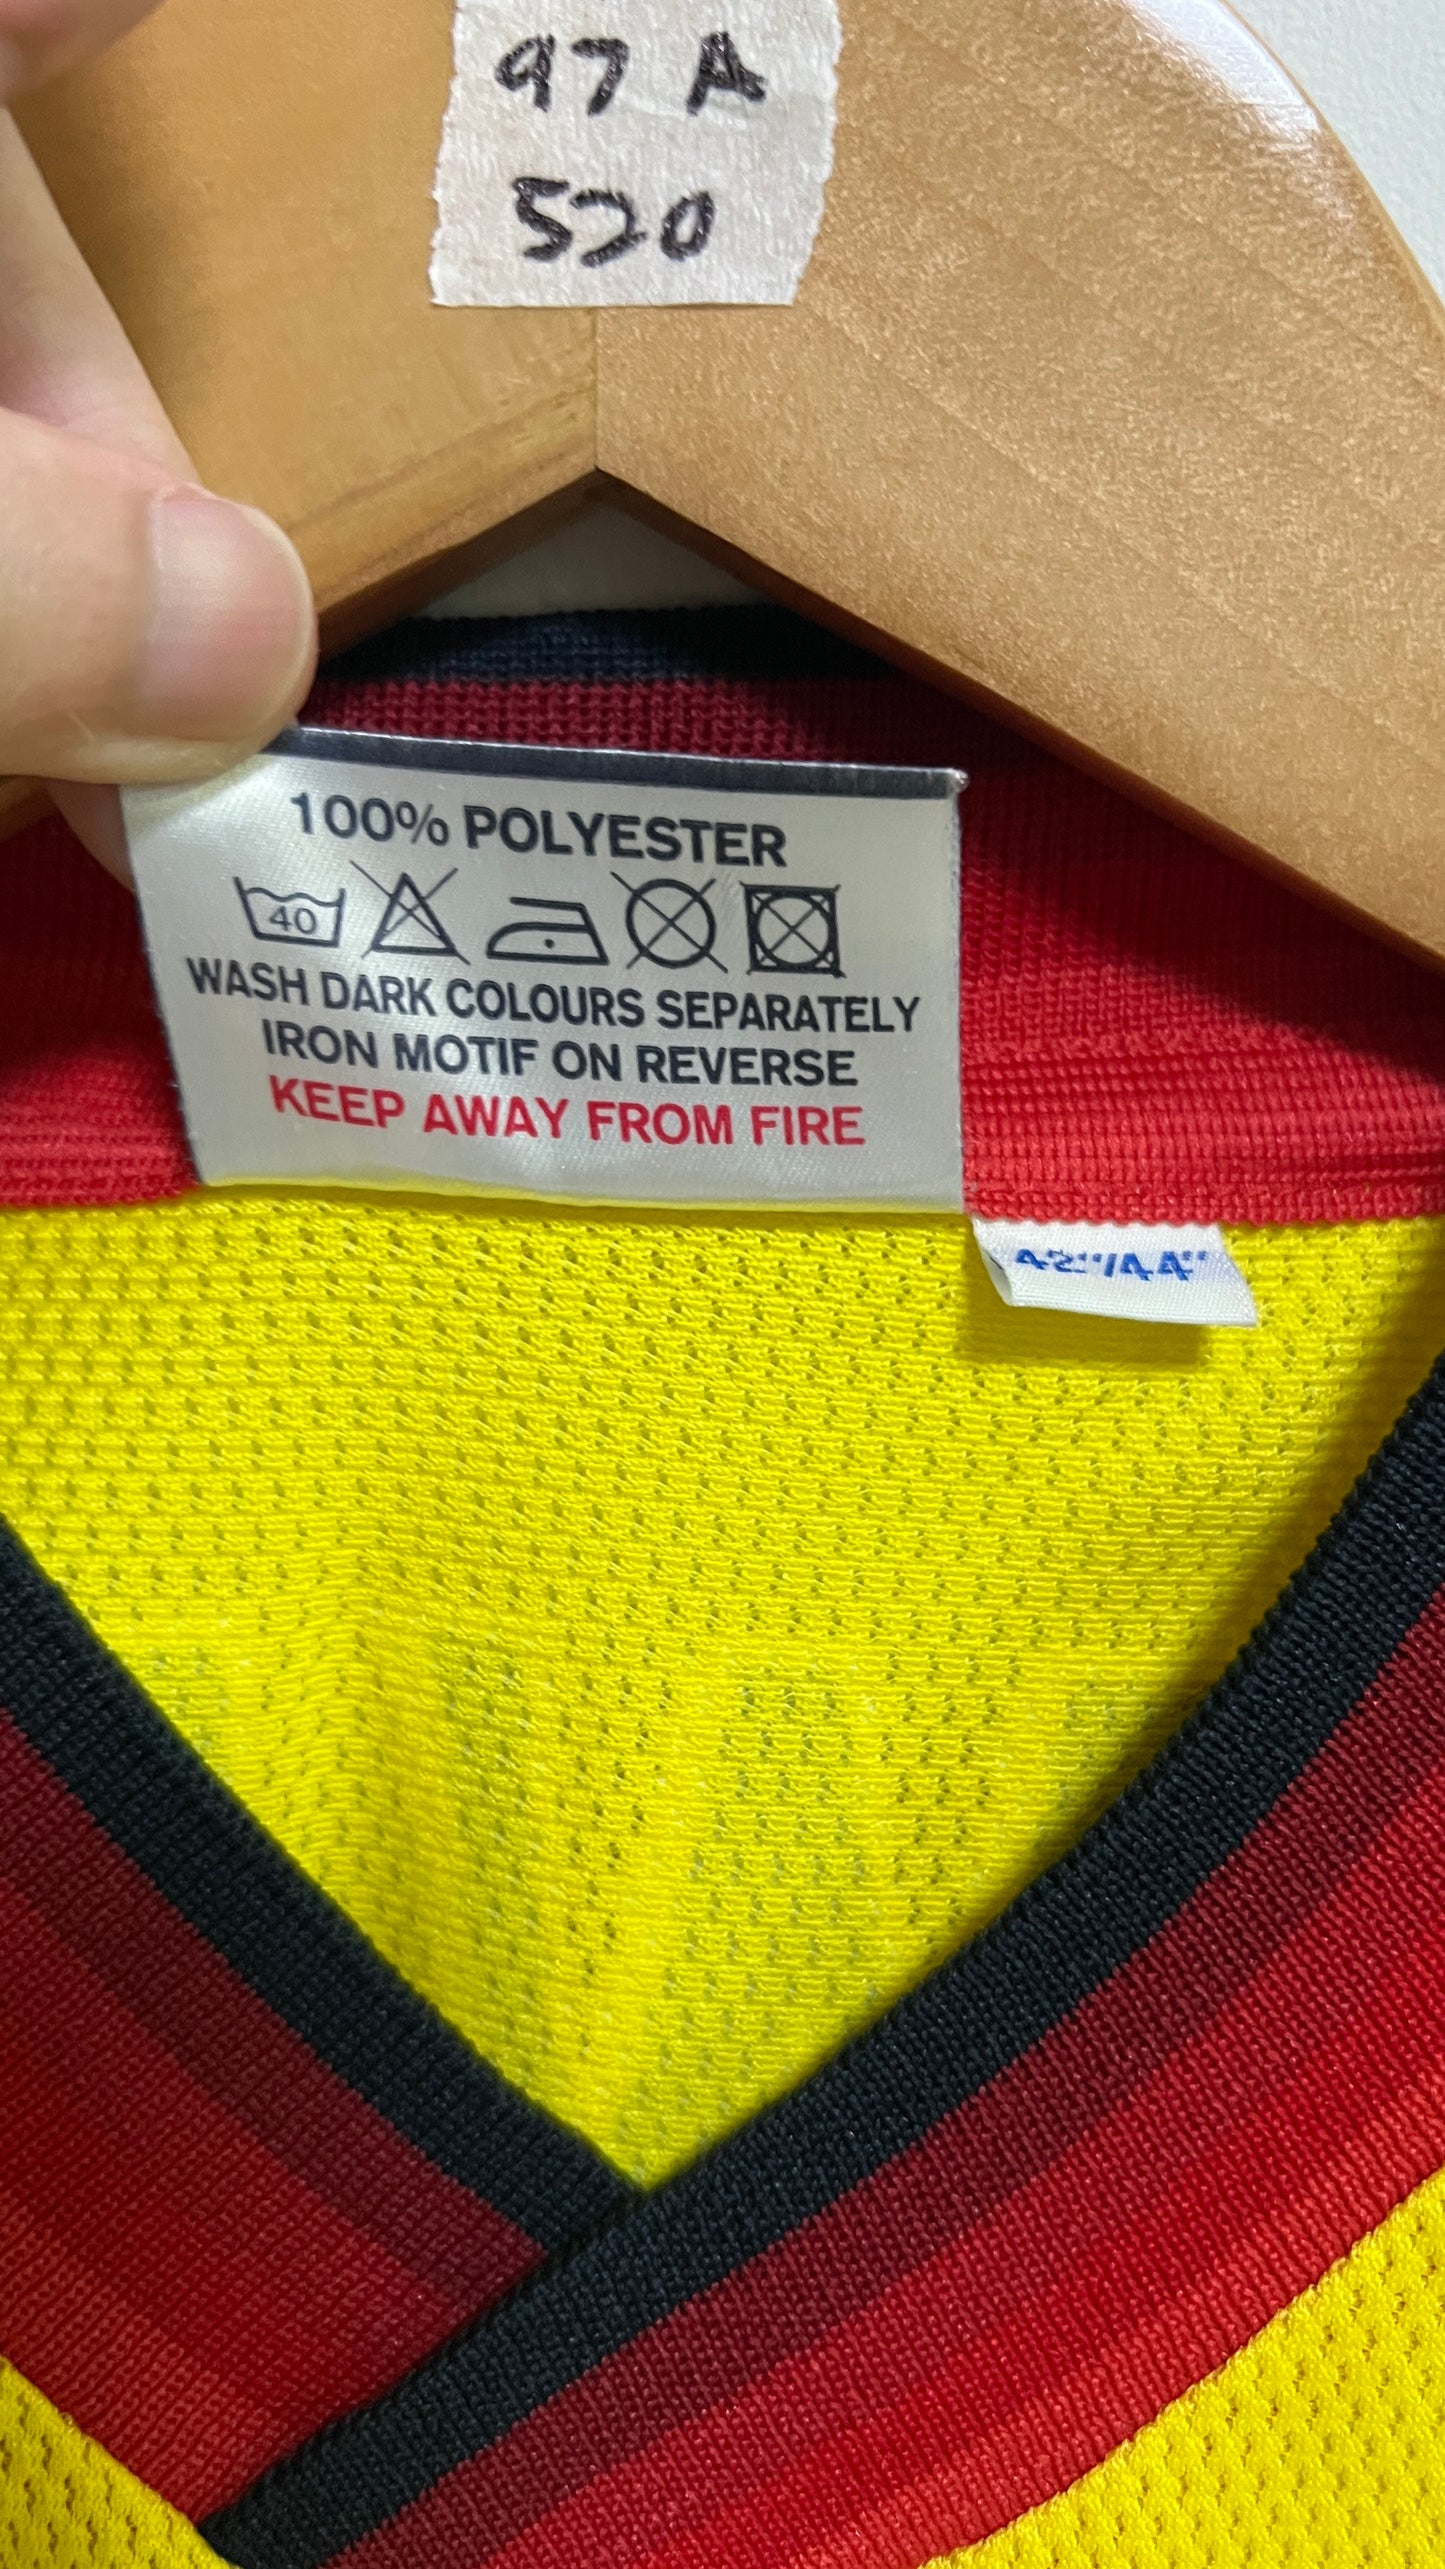 97 A
520
100% POLYESTER
40
WASH DARK COLOURS SEPARATELY
IRON MOTIF ON REVERSE
KEEP AWAY FROM FIRE
42"/44"